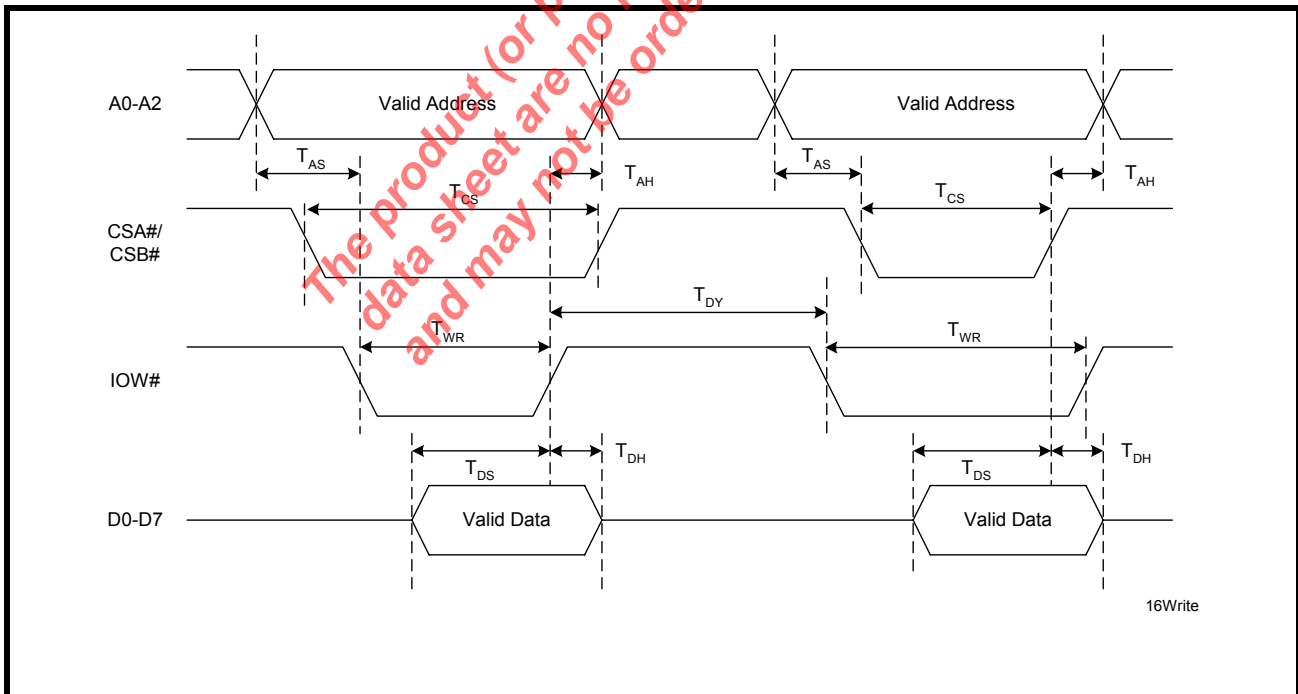 The product (or p
data sheet are no
and may not be orde
A0-A2
Valid Address
Valid Address
TAS
TAH
TAS
TAH
TCS
TCS
CSA#/
CSB#
TDY
TWR
TWR
IOW#
TDH
TDH
TDS
TDS
D0-D7
Valid Data
Valid Data
16Write